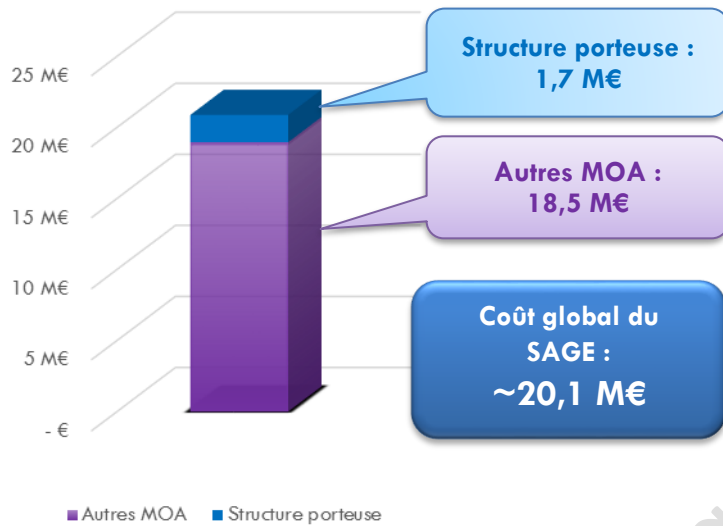 25 M€
20 M€
15 M€
10 M€
5 M€
- €
Structure porteuse :
1,7 M€
Autres MOA :
18,5 M€
Coût global du
SAGE :
~20,1 M€
Autres MOA
Structure porteuse